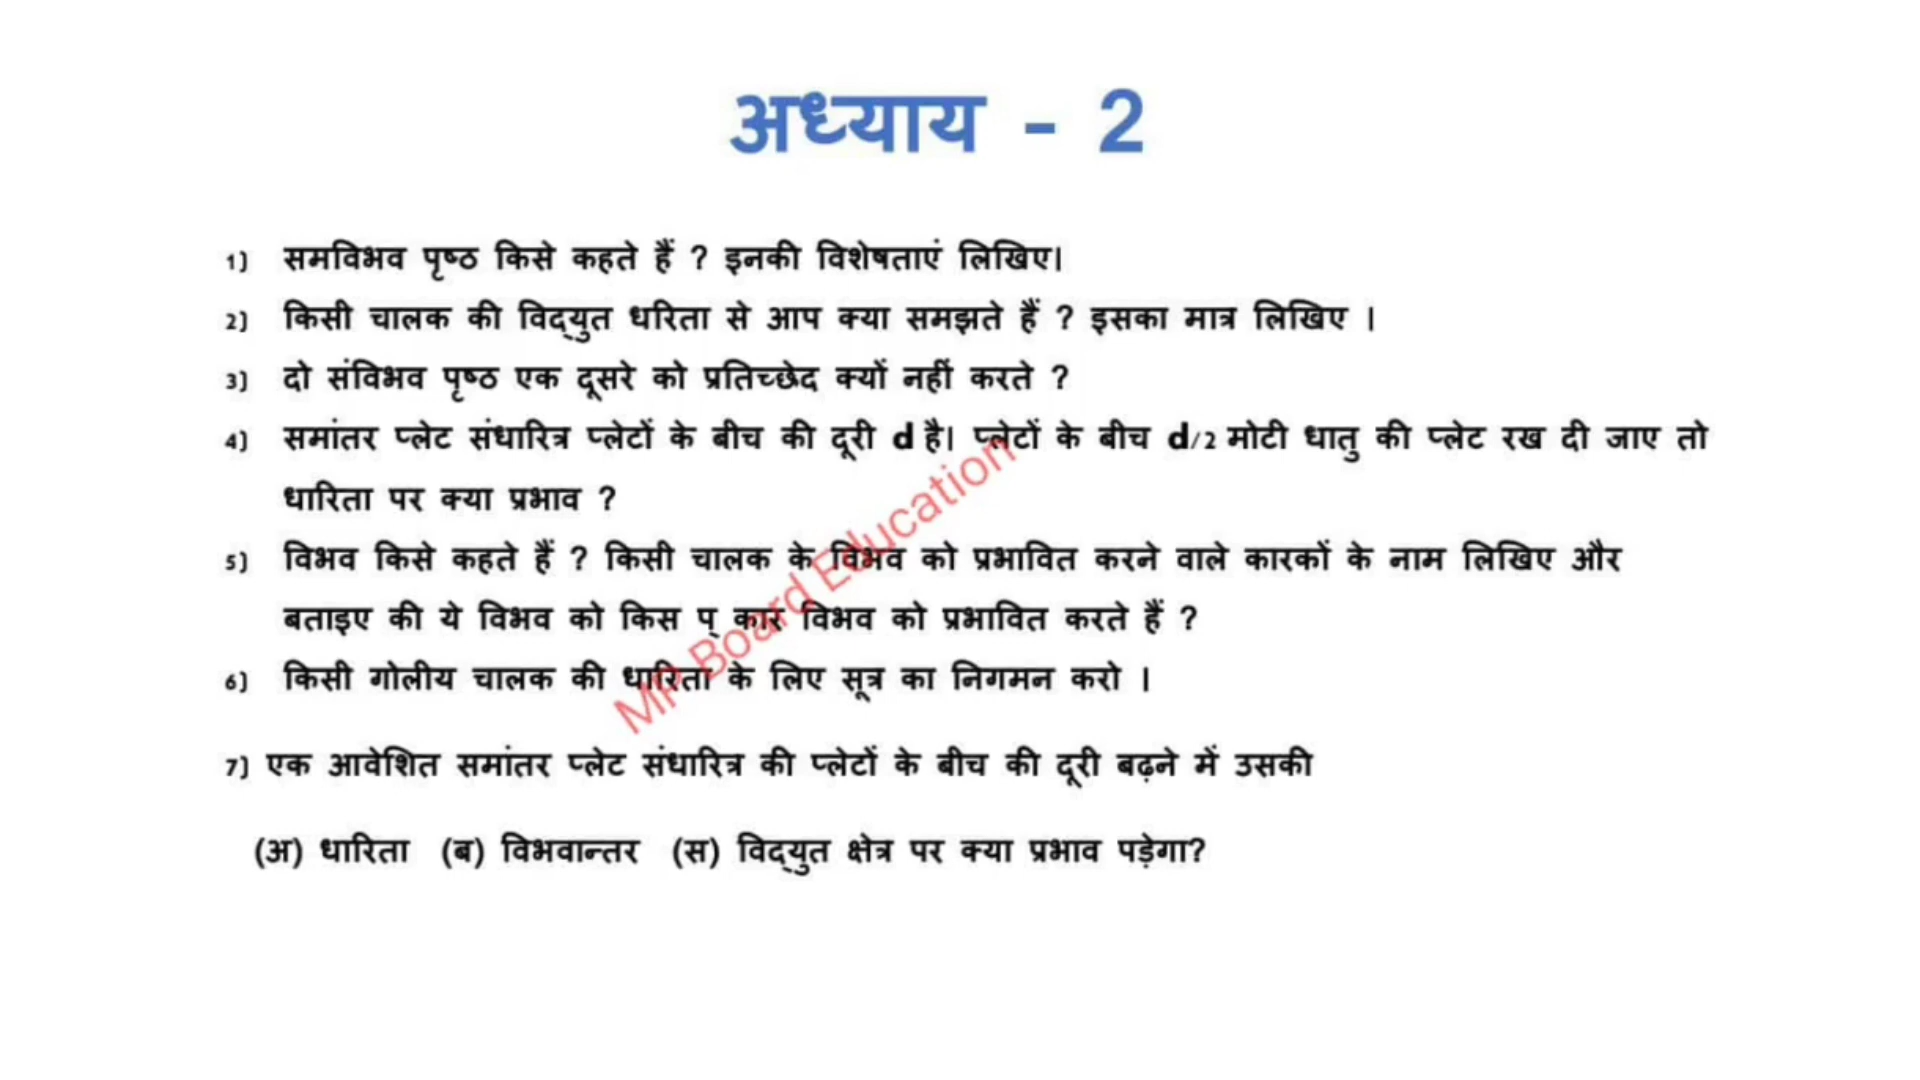 अध्याय - 2
1) समविभव पृष्ठ किसे कहते हैं ? इनकी विशेषताएं लिखिए।
2) किसी चालक की विद्युत धरिता से आप क्या समझते हैं ? इसका मात्र लिखिए ।
3) दो संविभव पृष्ठ एक दूसरे को प्रतिच्छेद क्यों नहीं करते ?
4) समांतर प्लेट संधारित्र प्लेटों के बीच की दूरी d है। प्लेटों के बीच d/2 मोटी धातु की प्लेट रख दी जाए तो
धारिता पर क्या प्रभाव ?
5) विभव किसे कहते हैं ? किसी चालक के विभव को प्रभावित करने वाले कारकों के नाम लिखिए और
बताइए की ये विभव को किस प् कार विभव को प्रभावित करते हैं ?
6) किसी गोलीय चालक की धारिता के लिए सूत्र का निगमन करो ।
7) एक आवेशित समांतर प्लेट संधारित्र की प्लेटों के बीच की दूरी बढ़ने में उसकी
(अ) धारिता (ब) विभवान्तर (स) विद्युत क्षेत्र पर क्या प्रभाव पड़ेगा?
MP Board Education